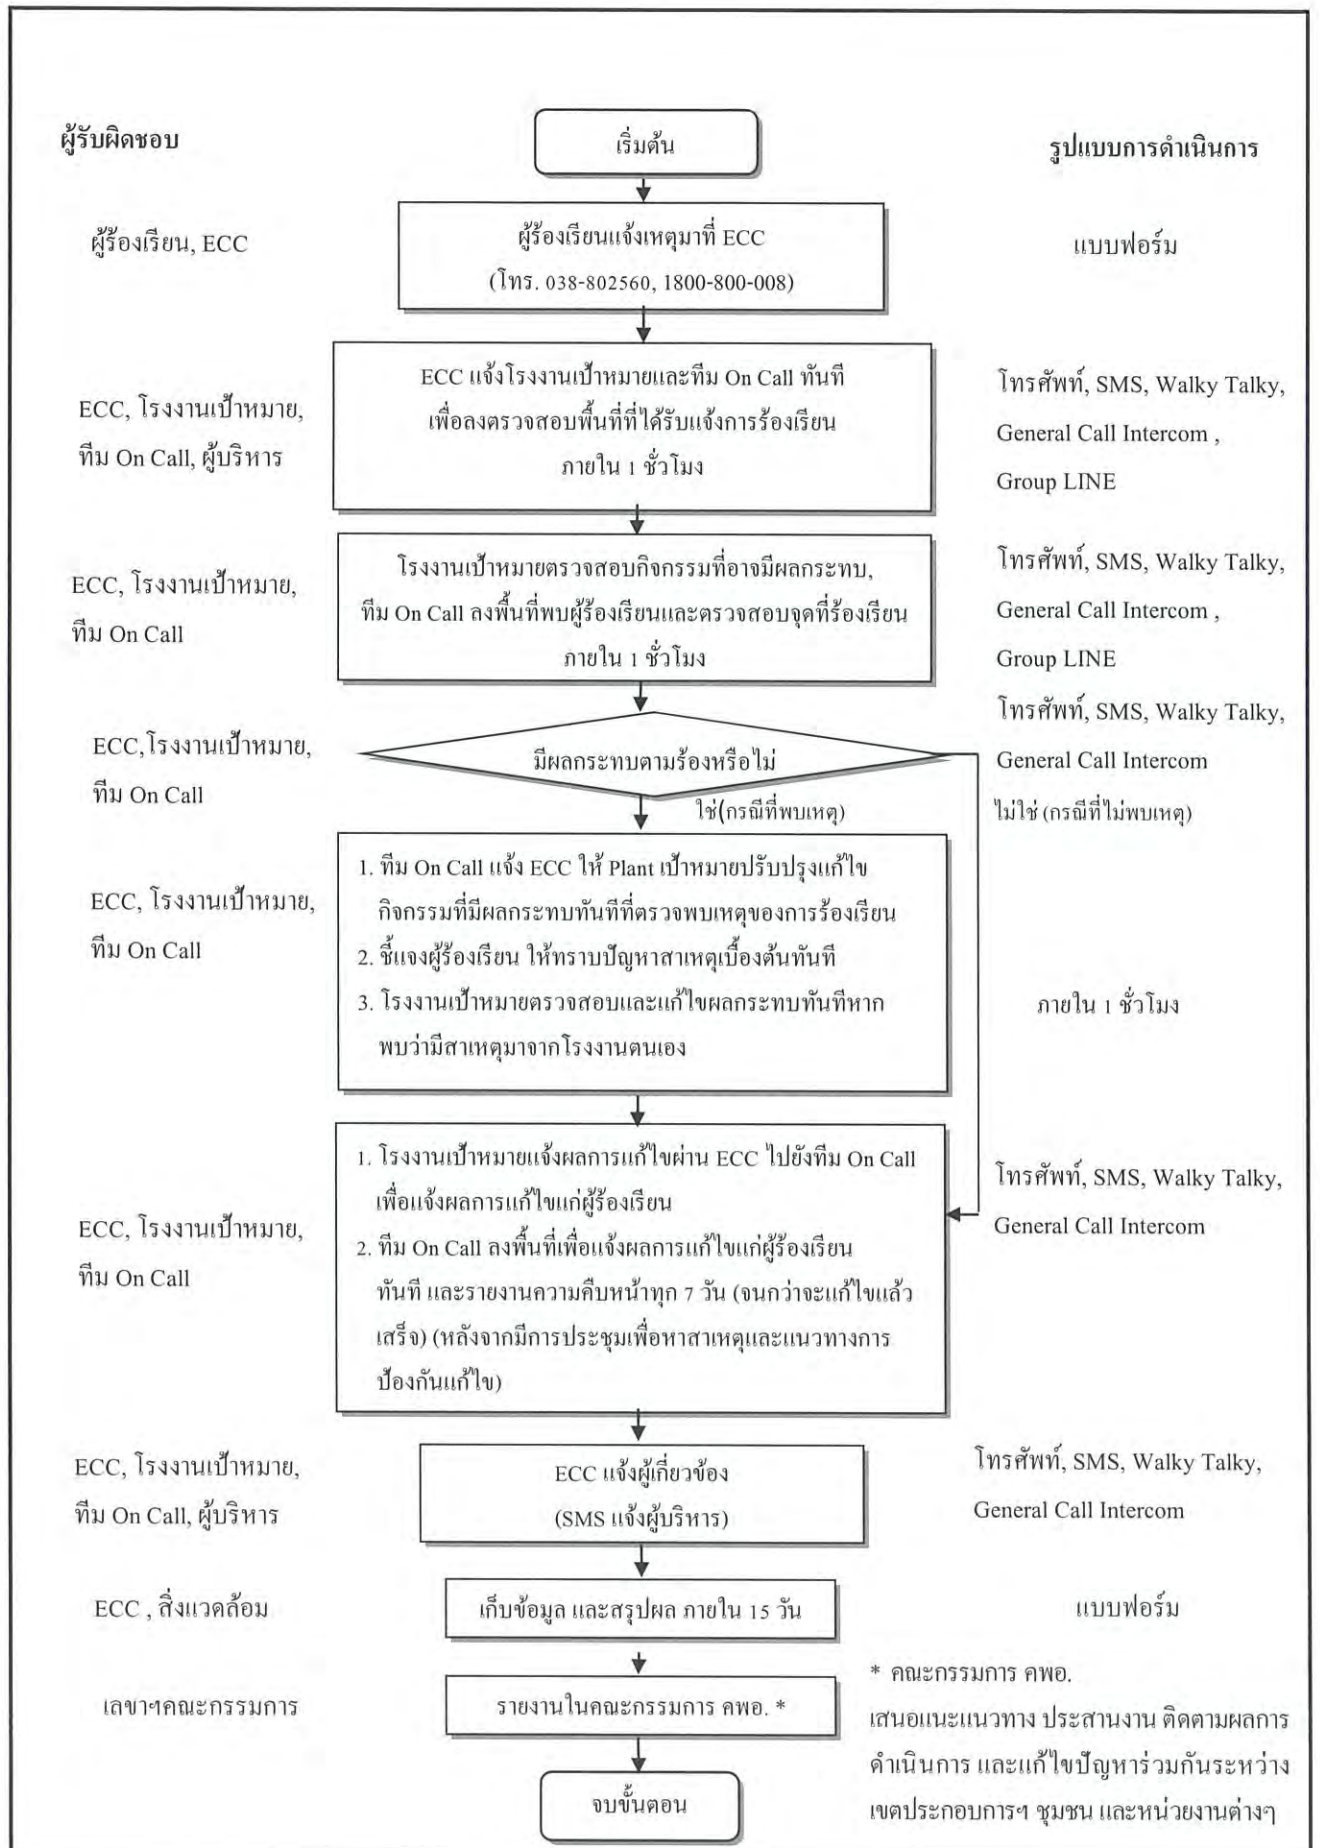 ผู้รับผิดชอบ
เริ่มต้น
รูปแบบการดำเนินการ
ผู้ร้องเรียน, ECC
ผู้ร้องเรียนแจ้งเหตุมาที่ ECC
(โทร. 038-802560, 1800-800-008)
แบบฟอร์ม
ECC, โรงงานเป้าหมาย,
ทีม On Call, ผู้บริหาร
ECC แจ้งโรงงานเป้าหมายและทีม On Call ทันที
เพื่อลงตรวจสอบพื้นที่ที่ได้รับแจ้งการร้องเรียน
ภายใน 1 ชั่วโมง
โทรศัพท์, SMS, Walky Talky,
General Call Intercom ,
Group LINE
ECC, โรงงานเป้าหมาย,
ทีม On Call
โรงงานเป้าหมายตรวจสอบกิจกรรมที่อาจมีผลกระทบ,
ทีม On Call ลงพื้นที่พบผู้ร้องเรียนและตรวจสอบจุดที่ร้องเรียน
ภายใน 1 ชั่วโมง
โทรศัพท์, SMS, Walky Talky,
General Call Intercom ,
Group LINE
ECC,โรงงานเป้าหมาย,
ทีม On Call
มีผลกระทบตามร้องหรือไม่
โทรศัพท์, SMS, Walky Talky,
General Call Intercom
ใช่(กรณีที่พบเหตุ)
ไม่ใช่ (กรณีที่ไม่พบเหตุ)
ECC, โรงงานเป้าหมาย,
ทีม On Call
1. ทีม On Call แจ้ง ECC ให้ Plant เป้าหมายปรับปรุงแก้ไข
กิจกรรมที่มีผลกระทบทันทีที่ตรวจพบเหตุของการร้องเรียน
2. ชี้แจงผู้ร้องเรียน ให้ทราบปัญหาสาเหตุเบื้องต้นทันที
3. โรงงานเป้าหมายตรวจสอบและแก้ไขผลกระทบทันทีหาก
พบว่ามีสาเหตุมาจากโรงงานตนเอง
ภายใน 1 ชั่วโมง
ECC, โรงงานเป้าหมาย,
ทีม On Call
1. โรงงานเป้าหมายแจ้งผลการแก้ไขผ่าน ECC ไปยังทีม On Call
เพื่อแจ้งผลการแก้ไขแก่ผู้ร้องเรียน
2. ทีม On Call ลงพื้นที่เพื่อแจ้งผลการแก้ไขแก่ผู้ร้องเรียน
ทันที และรายงานความคืบหน้าทุก 7 วัน (จนกว่าจะแก้ไขแล้ว
เสร็จ) (หลังจากมีการประชุมเพื่อหาสาเหตุและแนวทางการ
ป้องกันแก้ไข)
โทรศัพท์, SMS, Walky Talky,
General Call Intercom
ECC, โรงงานเป้าหมาย,
ทีม On Call, ผู้บริหาร
ECC แจ้งผู้เกี่ยวข้อง
(SMS แจ้งผู้บริหาร)
โทรศัพท์, SMS, Walky Talky,
General Call Intercom
ECC , สิ่งแวดล้อม
เก็บข้อมูล และสรุปผล ภายใน 15 วัน
แบบฟอร์ม
เลขาฯคณะกรรมการ
รายงานในคณะกรรมการ คพอ. *
* คณะกรรมการ คพอ.
เสนอแนะแนวทาง ประสานงาน ติดตามผลการ
ดำเนินการ และแก้ไขปัญหาร่วมกันระหว่าง
เขตประกอบการฯ ชุมชน และหน่วยงานต่างๆ
จบขั้นตอน